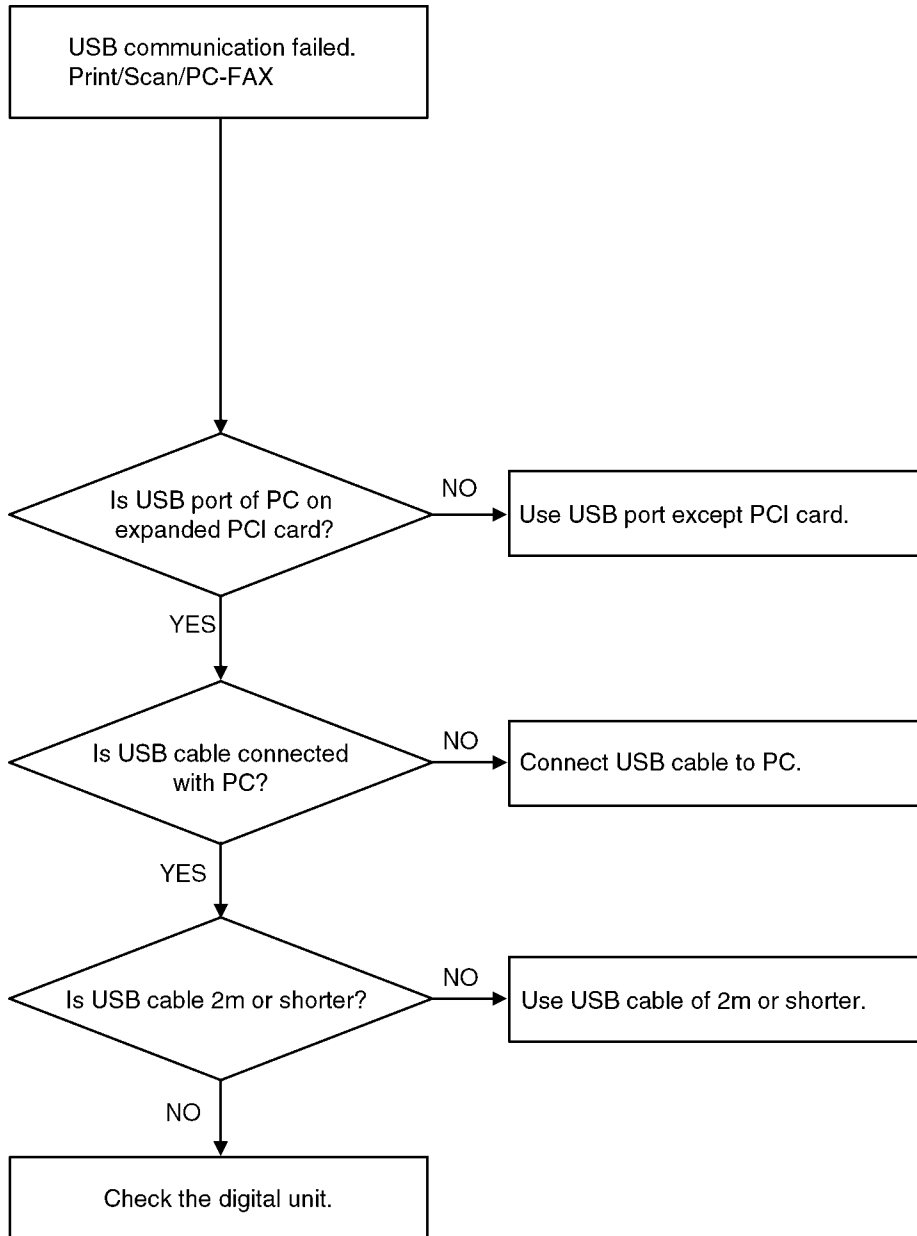 USB communication failed.
Print/Scan/PC-FAX
Is USB port of PC on
expanded PCI card?
NO
Use USB port except PCI card.
YES
Is USB cable connected
with PC?
NO
Connect USB cable to PC.
YES
Is USB cable 2m or shorter?
NO
Use USB cable of 2m or shorter.
NO
Check the digital unit.